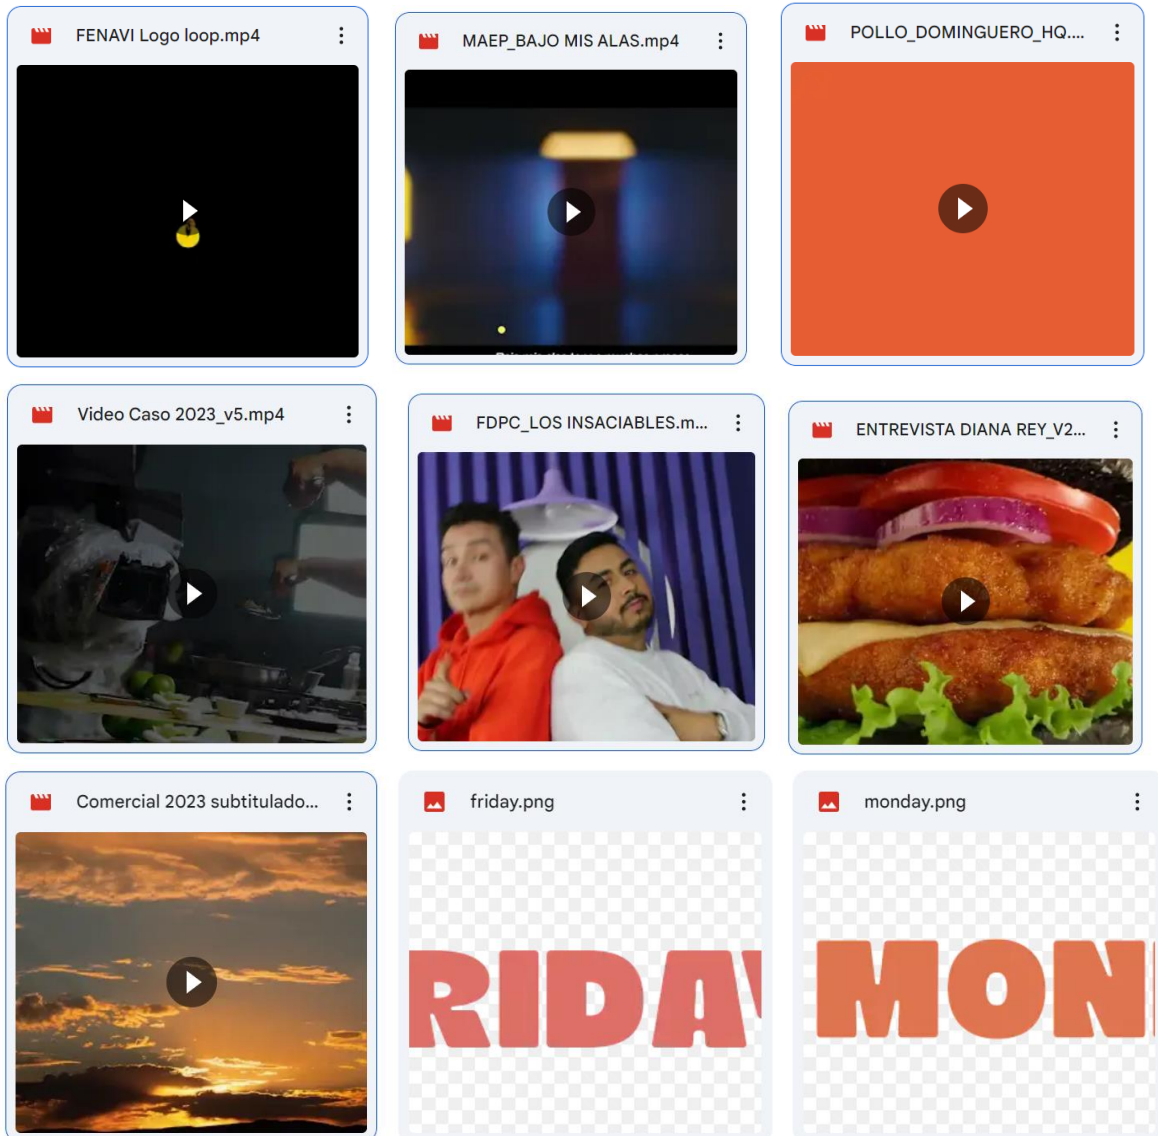 FENAVI Logo loop.mp4
MAEP_BAJO MIS ALAS.mp4
POLLO_DOMINGUERO_HQ....
Video Caso 2023_v5.mp4
FDPC_LOS INSACIABLES.m...
ENTREVISTA DIANA REY_V2...
Comercial 2023 subtitulado...
friday.png
monday.png
RIDAY
MON